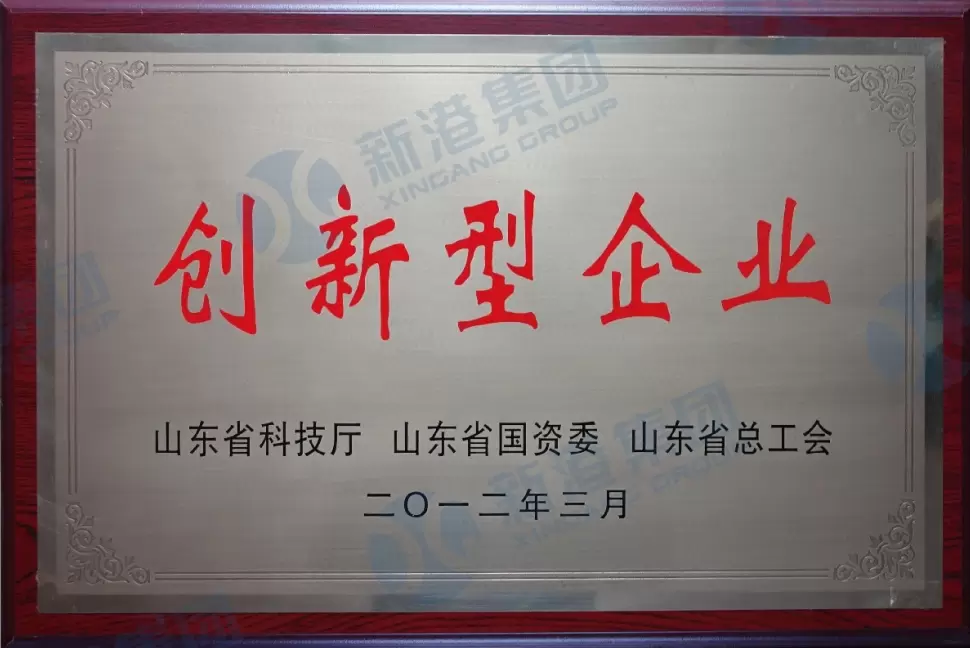 新港集团
XINGANG GROUP
创新型企业
山东省科技厅 山东省国资委 山东省总工会
二〇一二年三月